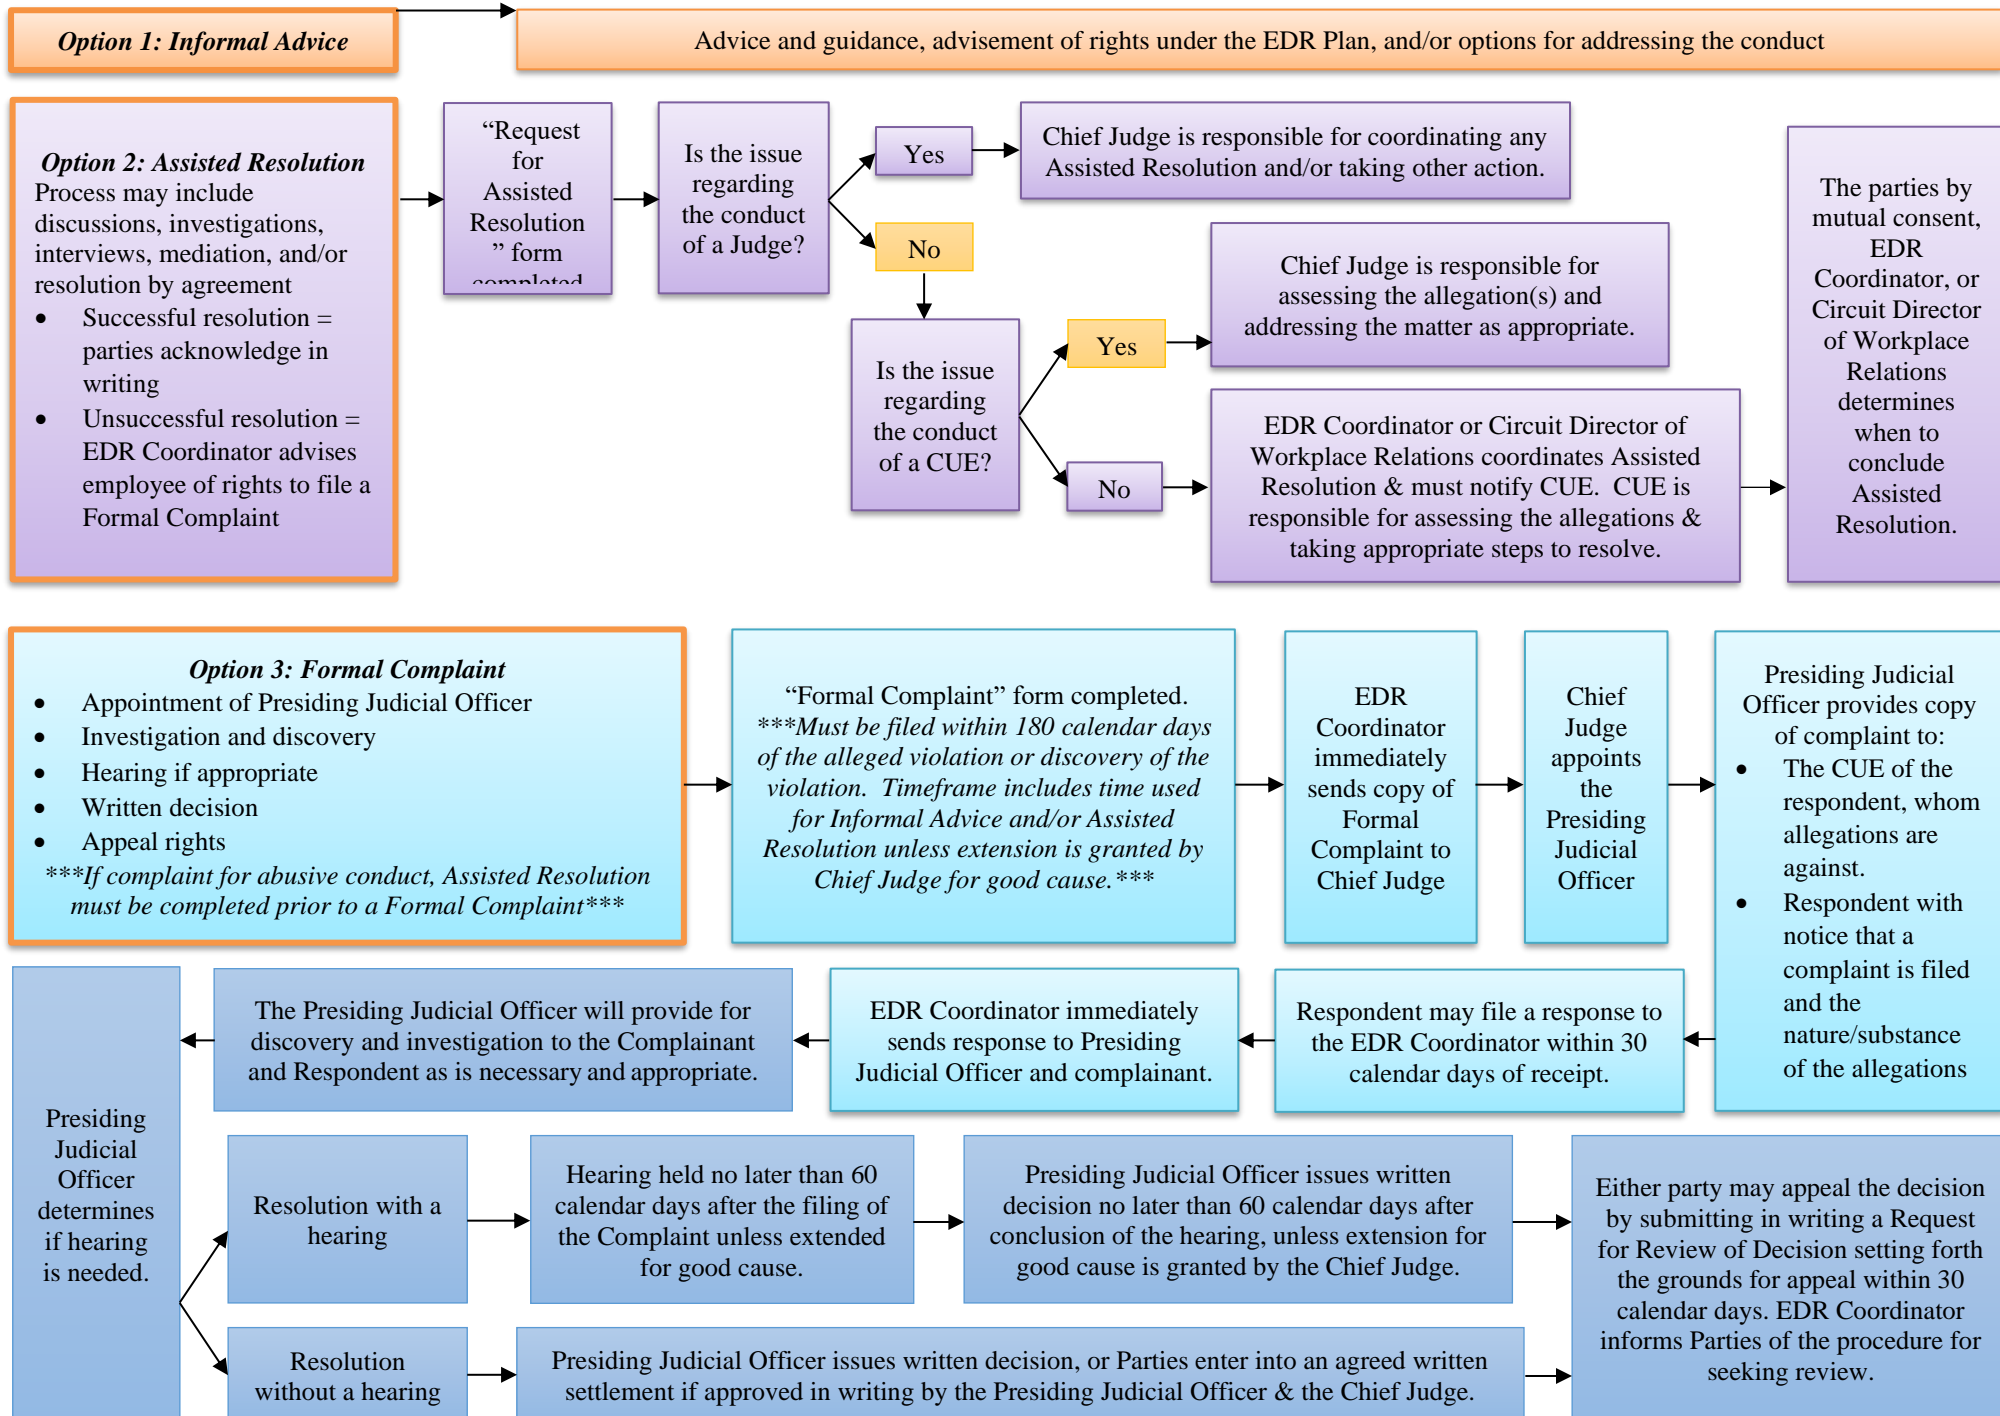 Option 1: Informal Advice
Advice and guidance, advisement of rights under the EDR Plan, and/or options for addressing the conduct
Option 2: Assisted Resolution
Process may include
discussions, investigations,
interviews, mediation, and/or
resolution by agreement
• Successful resolution =
parties acknowledge in
writing
• Unsuccessful resolution =
EDR Coordinator advises
employee of rights to file a
Formal Complaint
“Request
for
Assisted
Resolution
” form
completed
Is the issue
regarding
the conduct
of a Judge?
Yes
Chief Judge is responsible for coordinating any
Assisted Resolution and/or taking other action.
No
Is the issue
regarding
the conduct
of a CUE?
Yes
Chief Judge is responsible for
assessing the allegation(s) and
addressing the matter as appropriate.
No
EDR Coordinator or Circuit Director of
Workplace Relations coordinates Assisted
Resolution & must notify CUE.  CUE is
responsible for assessing the allegations &
taking appropriate steps to resolve.
The parties by
mutual consent,
EDR
Coordinator, or
Circuit Director
of Workplace
Relations
determines
when to
conclude
Assisted
Resolution.
Option 3: Formal Complaint
• Appointment of Presiding Judicial Officer
• Investigation and discovery
• Hearing if appropriate
• Written decision
• Appeal rights
***If complaint for abusive conduct, Assisted Resolution
must be completed prior to a Formal Complaint***
“Formal Complaint” form completed.
***Must be filed within 180 calendar days
of the alleged violation or discovery of the
violation.  Timeframe includes time used
for Informal Advice and/or Assisted
Resolution unless extension is granted by
Chief Judge for good cause.***
EDR
Coordinator
immediately
sends copy of
Formal
Complaint to
Chief Judge
Chief
Judge
appoints
the
Presiding
Judicial
Officer
Presiding Judicial
Officer provides copy
of complaint to:
• The CUE of the
respondent, whom
allegations are
against.
• Respondent with
notice that a
complaint is filed
and the
nature/substance
of the allegations
Respondent may file a response to
the EDR Coordinator within 30
calendar days of receipt.
EDR Coordinator immediately
sends response to Presiding
Judicial Officer and complainant.
The Presiding Judicial Officer will provide for
discovery and investigation to the Complainant
and Respondent as is necessary and appropriate.
Presiding
Judicial
Officer
determines
if hearing
is needed.
Resolution with a
hearing
Hearing held no later than 60
calendar days after the filing of
the Complaint unless extended
for good cause.
Presiding Judicial Officer issues written
decision no later than 60 calendar days after
conclusion of the hearing, unless extension for
good cause is granted by the Chief Judge.
Resolution
without a hearing
Presiding Judicial Officer issues written decision, or Parties enter into an agreed written
settlement if approved in writing by the Presiding Judicial Officer & the Chief Judge.
Either party may appeal the decision
by submitting in writing a Request
for Review of Decision setting forth
the grounds for appeal within 30
calendar days. EDR Coordinator
informs Parties of the procedure for
seeking review.